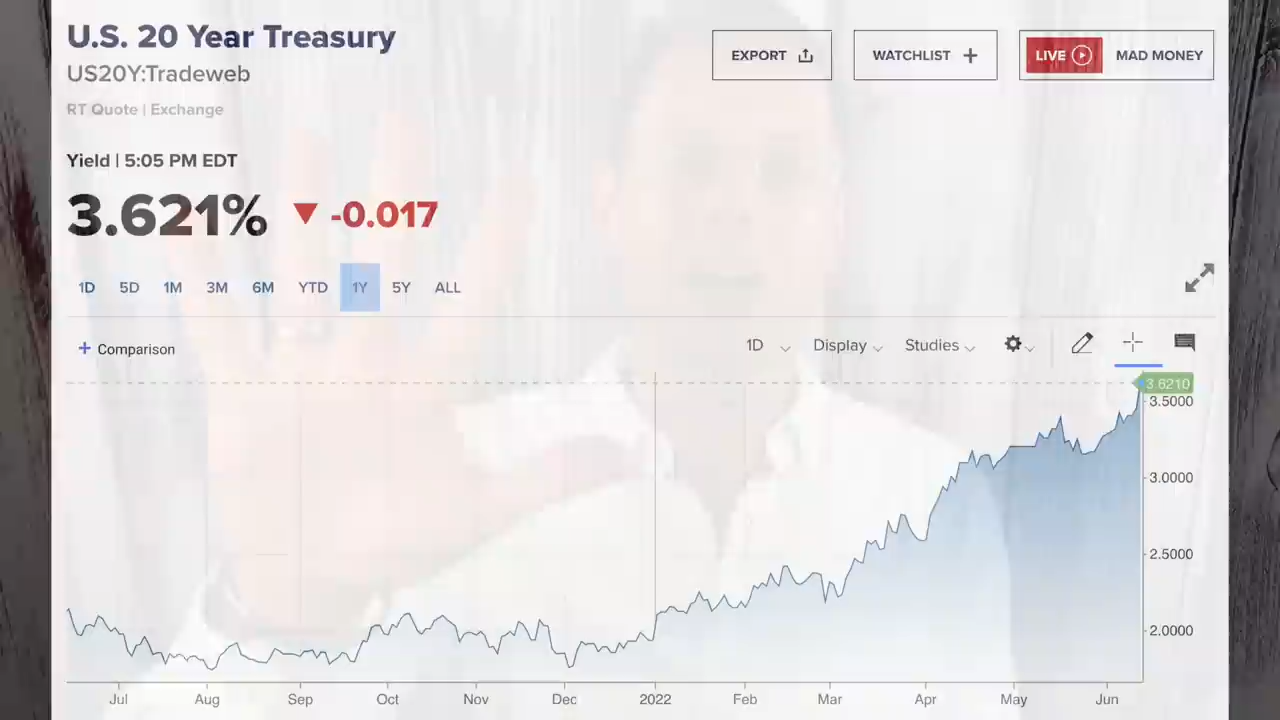 U.S. 20 Year Treasury
US20Y:Tradeweb
RT Quote | Exchange
EXPORT
WATCHLIST +
LIVE
MAD MONEY
Yield | 5:05 PM EDT
3.621% ▼ -0.017
1D 5D 1M 3M 6M YTD 1Y 5Y ALL
+ Comparison
1D Display Studies
3.6210
3.5000
3.0000
2.5000
2.0000
Jul Aug Sep Oct Nov Dec 2022 Feb Mar Apr May Jun